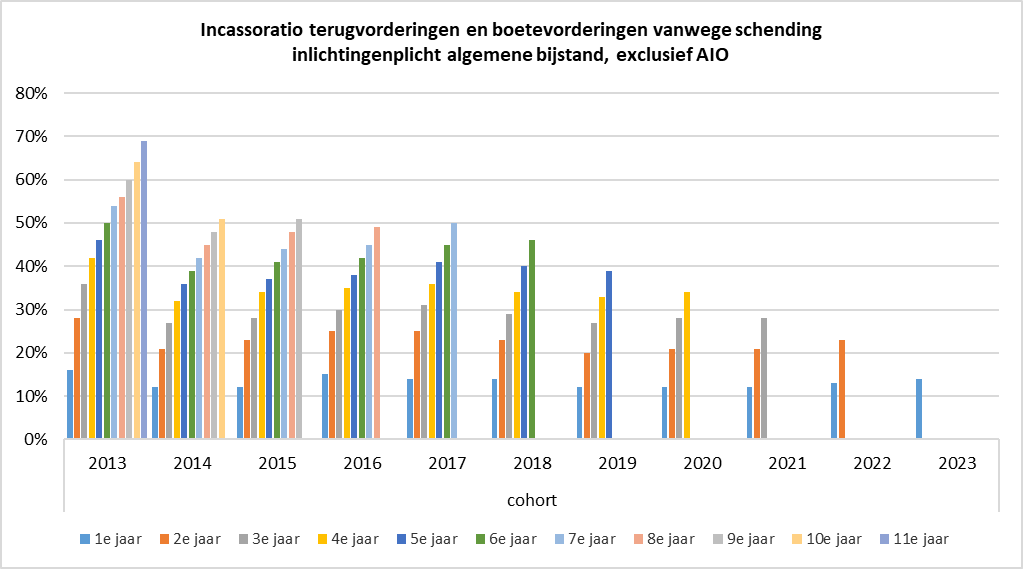 Incassoratio terugvorderingen en boetevorderingen vanwege schending
inlichtingenplicht algemene bijstand, exclusief AIO
80%
70%
60%
50%
40%
30%
20%
10%
0%
2013 2014 2015 2016 2017 2018 2019 2020 2021 2022 2023
cohort
1e jaar 2e jaar 3e jaar 4e jaar 5e jaar 6e jaar 7e jaar 8e jaar 9e jaar 10e jaar 11e jaar